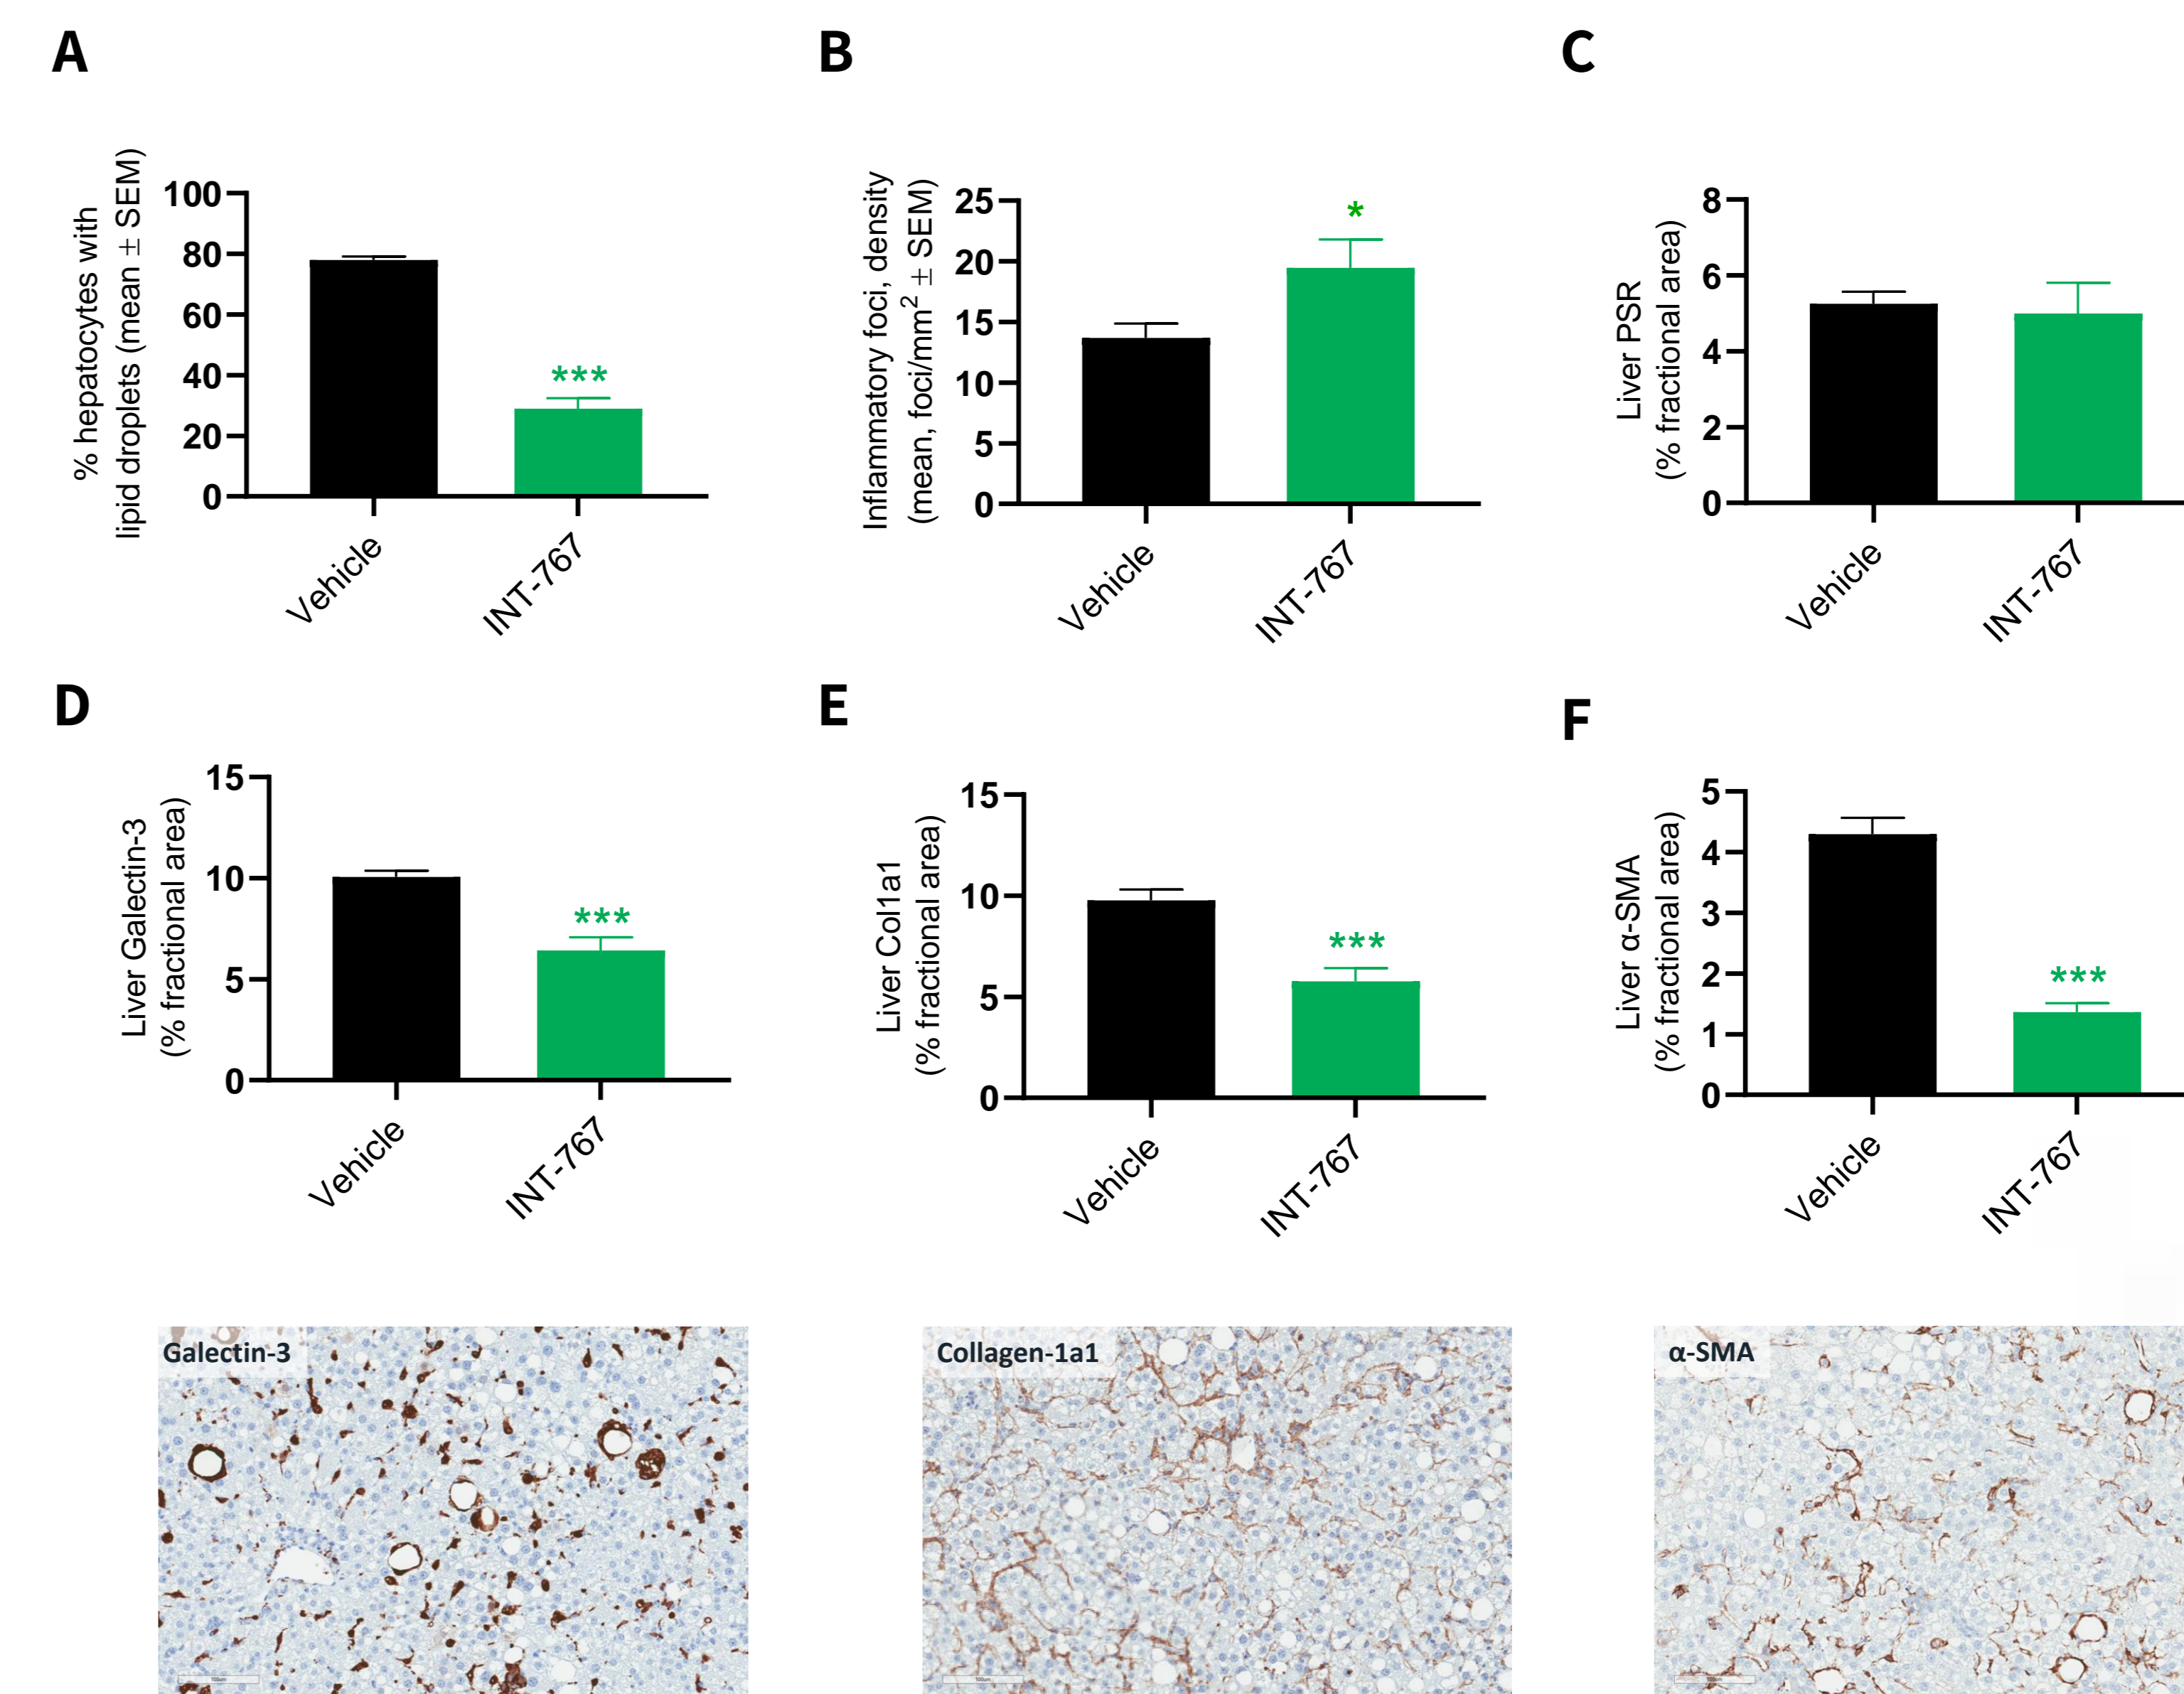 A
B
C
% hepatocytes with
lipid droplets (mean ± SEM)
100
80
60
40
20
0
***
Vehicle
INT-767
Inflammatory foci, density
(mean, foci/mm² ± SEM)
25
20
15
10
5
0
*
Vehicle
INT-767
Liver PSR
(% fractional area)
8
6
4
2
0
Vehicle
INT-767
D
E
F
Liver Galectin-3
(% fractional area)
15
10
5
0
***
Vehicle
INT-767
Liver Col1a1
(% fractional area)
15
10
5
0
***
Vehicle
INT-767
Liver α-SMA
(% fractional area)
5
4
3
2
1
0
***
Vehicle
INT-767
Galectin-3
Collagen-1a1
α-SMA
100um
100um